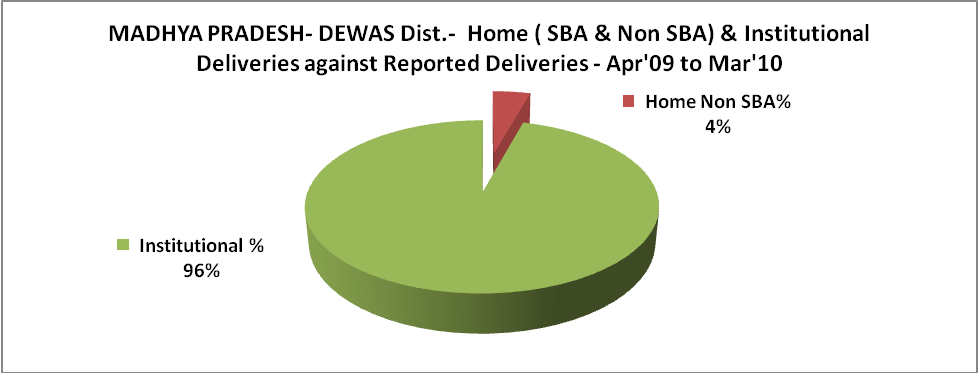 MADHYA PRADESH- DEWAS Dist.- Home ( SBA & Non SBA) & Institutional
Deliveries against Reported Deliveries - Apr'09 to Mar'10
Home Non SBA%
4%
Institutional %
96%